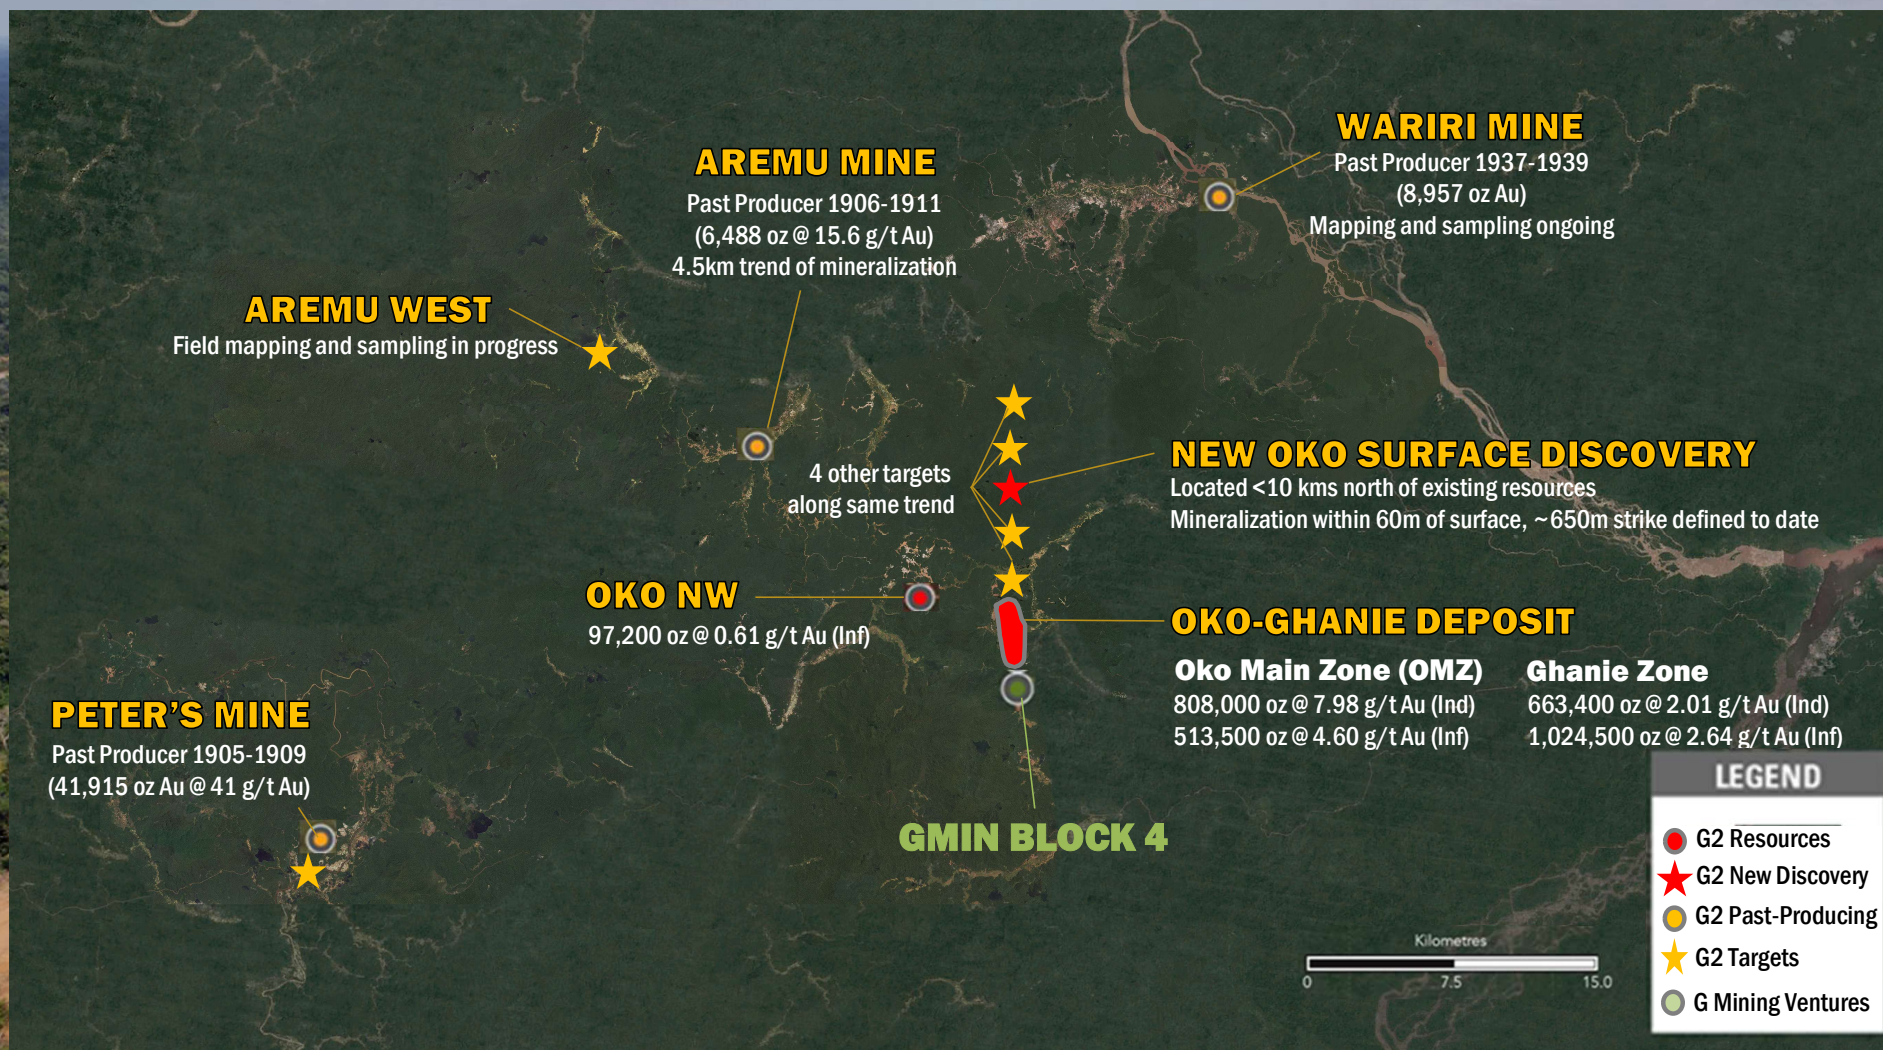 WARIRI MINE
Past Producer 1937-1939
(8,957 oz Au)
Mapping and sampling ongoing
AREMU MINE
Past Producer 1906-1911
(6,488 oz @ 15.6 g/t Au)
4.5km trend of mineralization
AREMU WEST
Field mapping and sampling in progress
4 other targets
along same trend
NEW OKO SURFACE DISCOVERY
Located <10 kms north of existing resources
Mineralization within 60m of surface, ~650m strike defined to date
OKO NW
97,200 oz @ 0.61 g/t Au (Inf)
OKO-GHANIE DEPOSIT
Oko Main Zone (OMZ)
808,000 oz @ 7.98 g/t Au (Ind)
513,500 oz @ 4.60 g/t Au (Inf)
Ghanie Zone
663,400 oz @ 2.01 g/t Au (Ind)
1,024,500 oz @ 2.64 g/t Au (Inf)
PETER'S MINE
Past Producer 1905-1909
(41,915 oz Au @ 41 g/t Au)
GMIN BLOCK 4
LEGEND
G2 Resources
G2 New Discovery
G2 Past-Producing
G2 Targets
G Mining Ventures
Kilometres
0 7.5 15.0